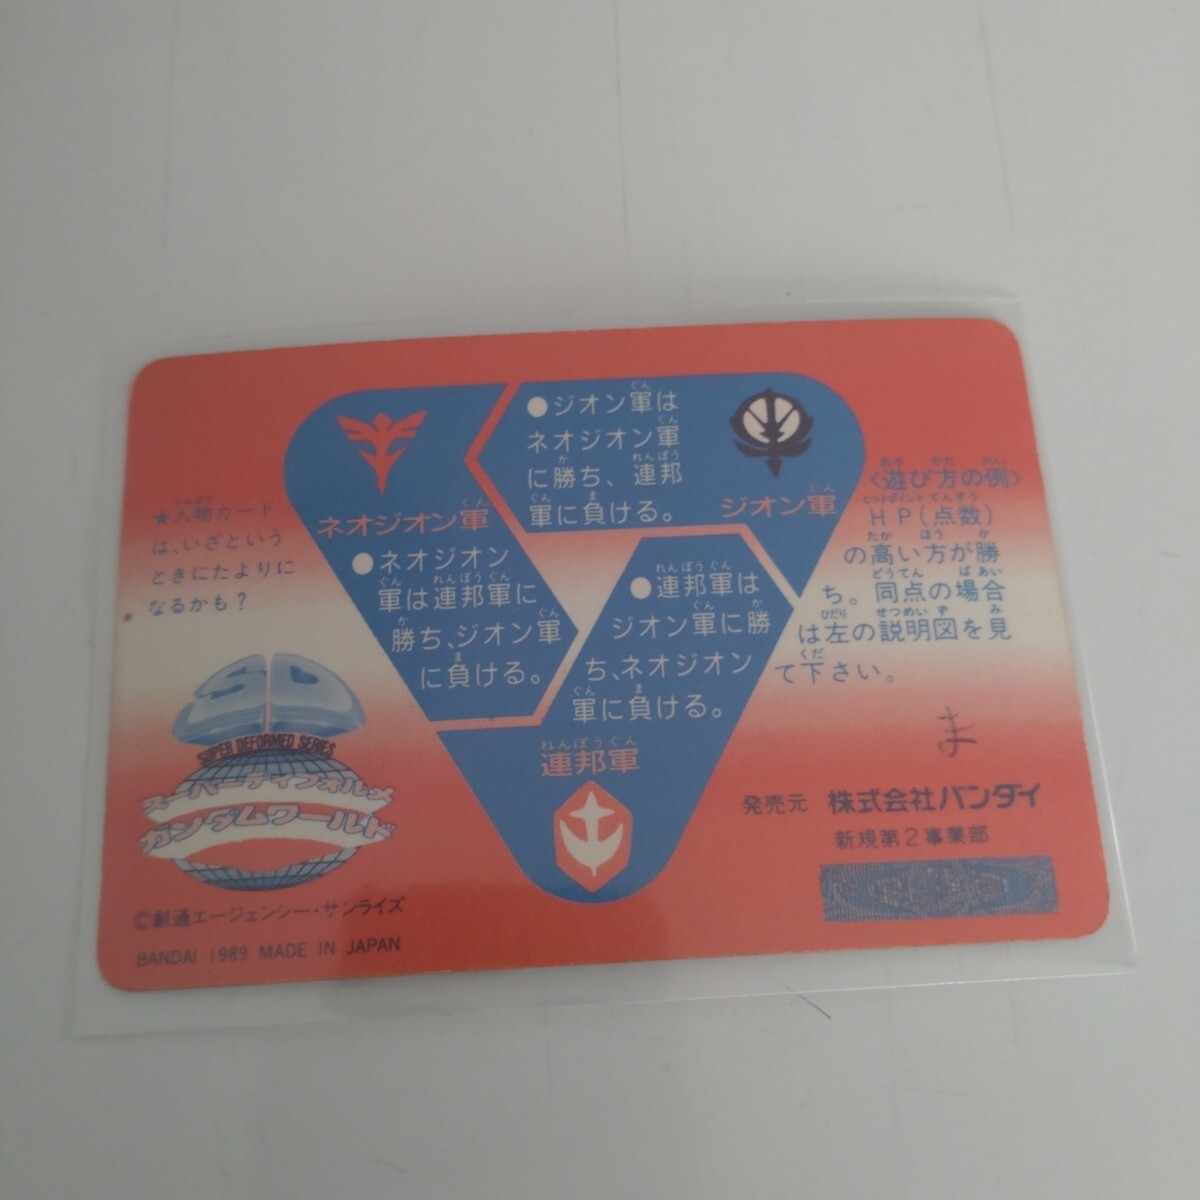 ●ジオン軍は
ネオジオン軍
に勝ち、連邦
軍に負ける。
ジオン軍
ネオジオン軍
●ネオジオン
軍は連邦軍に
勝ち、ジオン軍
に負ける。
●連邦軍は
ジオン軍に勝
ち、ネオジオン
軍に負ける。
連邦軍
★人物カード
は、いざという
ときにたよりに
なるかも？
〈遊び方の例〉
HP(点数)
の高い方が勝
ち。同点の場合
は左の説明図を見
て下さい。
ま
SD
SUPER DEFORMED SERIES
スーパーディフォルメ
ガンダムワールド
©創通エージェンシー・サンライズ
BANDAI 1989 MADE IN JAPAN
発売元 株式会社バンダイ
新規第2事業部